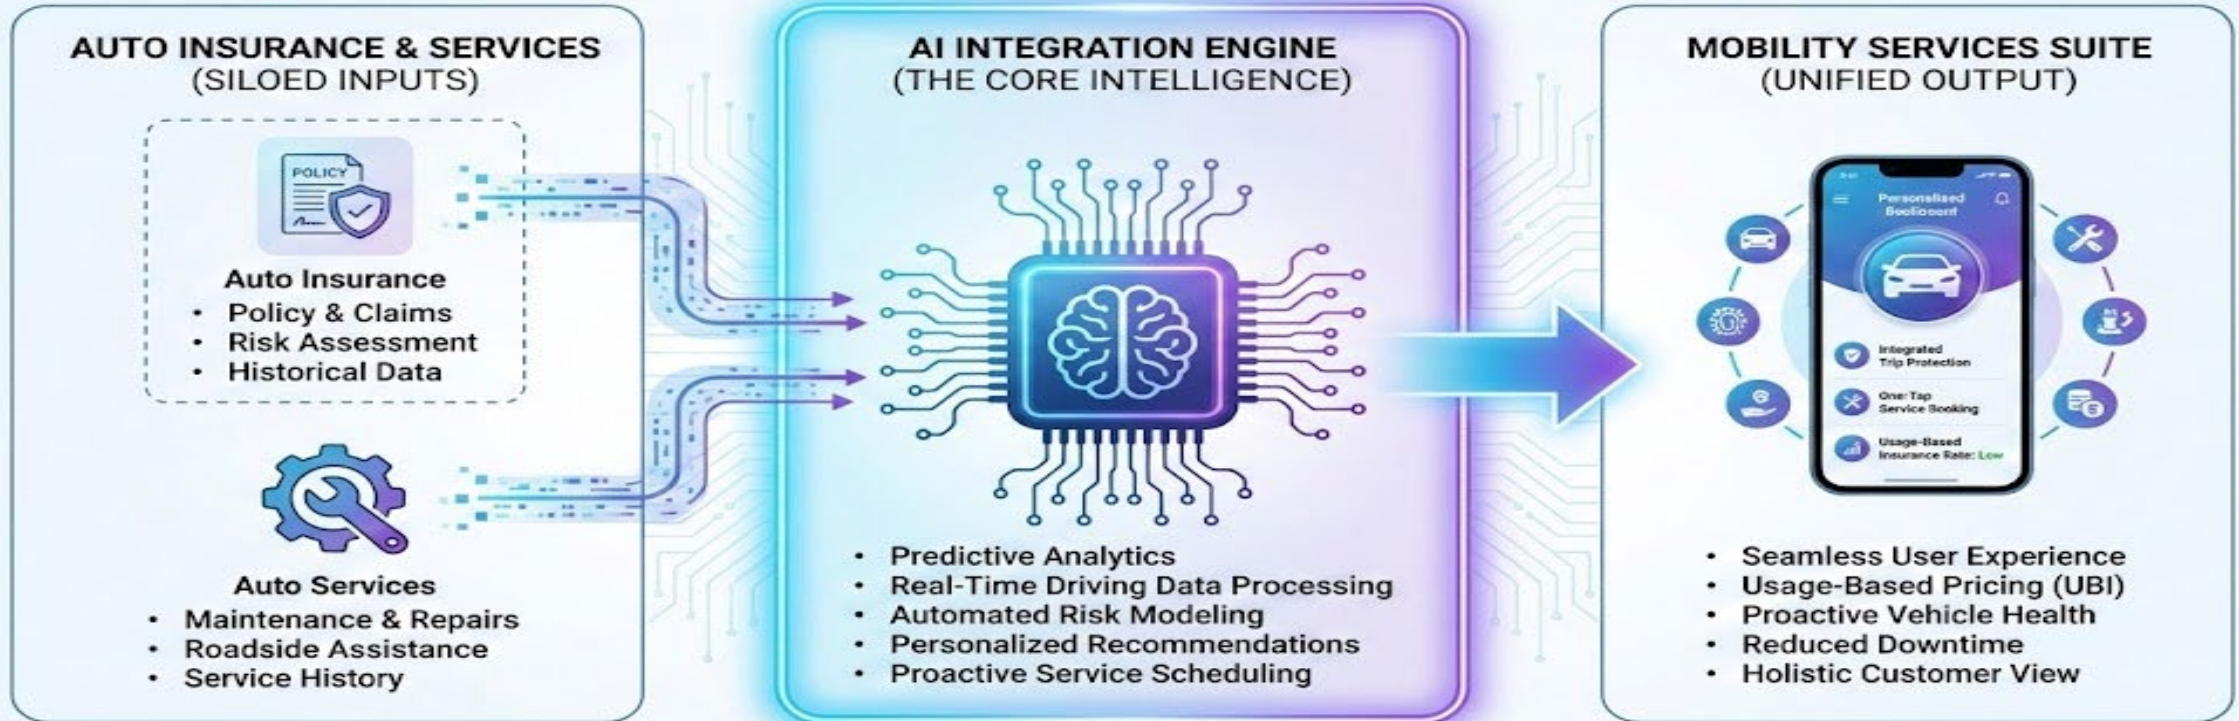 AUTO INSURANCE & SERVICES
(SILOED INPUTS)
POLICY
Auto Insurance
• Policy & Claims
• Risk Assessment
• Historical Data
Auto Services
• Maintenance & Repairs
• Roadside Assistance
• Service History
AI INTEGRATION ENGINE
(THE CORE INTELLIGENCE)
• Predictive Analytics
• Real-Time Driving Data Processing
• Automated Risk Modeling
• Personalized Recommendations
• Proactive Service Scheduling
MOBILITY SERVICES SUITE
(UNIFIED OUTPUT)
Personalised
Integrated
Trip Protection
One-Tap
Service Booking
Usage-Based
Insurance Rate: Low
• Seamless User Experience
• Usage-Based Pricing (UBI)
• Proactive Vehicle Health
• Reduced Downtime
• Holistic Customer View